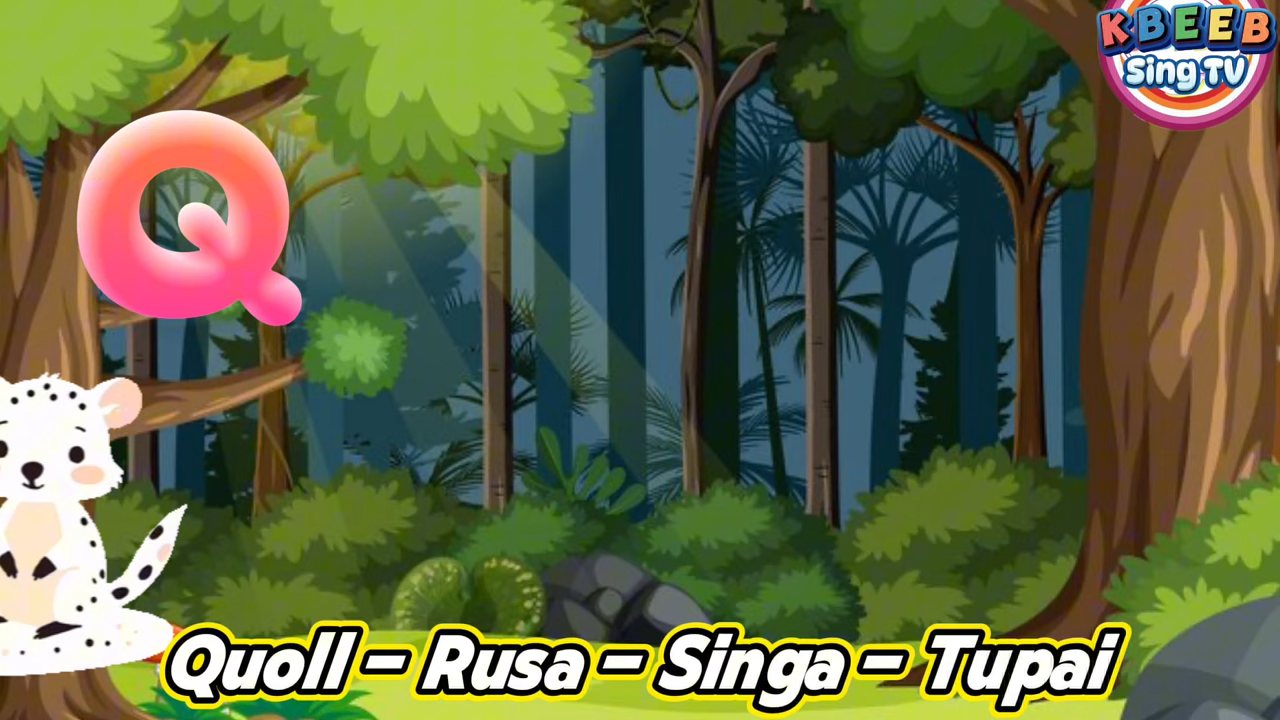 KBEEB
Sing TV
Q
Quoll - Rusa - Singa - Tupai